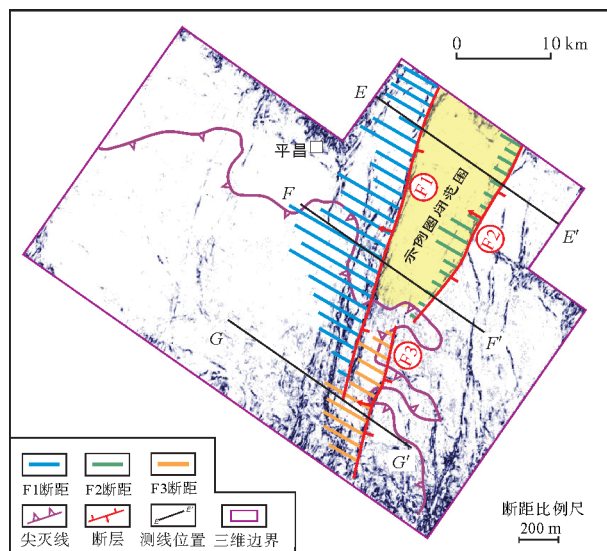 0 10 km
E
平昌
F1
示例圈闭范围
F
F2
E'
F'
G
F3
G'
F1断距 F2断距 F3断距
尖灭线 断层 E E' 测线位置 三维边界
断距比例尺
200 m